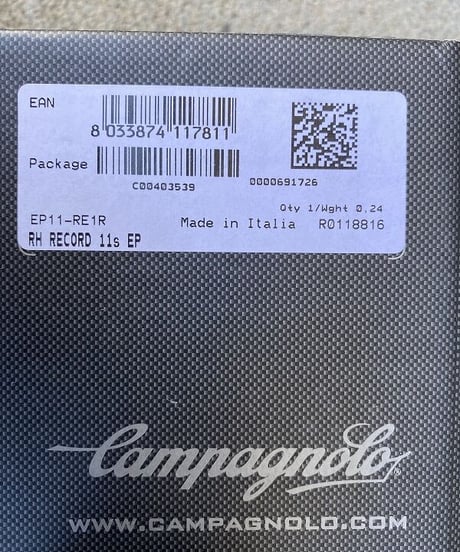 EAN
8 033874 117811
Package
C00403539
0000691726
Qty 1/Wght 0,24
EP11-RE1R
Made in Italia R0118816
RH RECORD 11s EP
Campagnolo
WWW.CAMPAGNOLO.COM